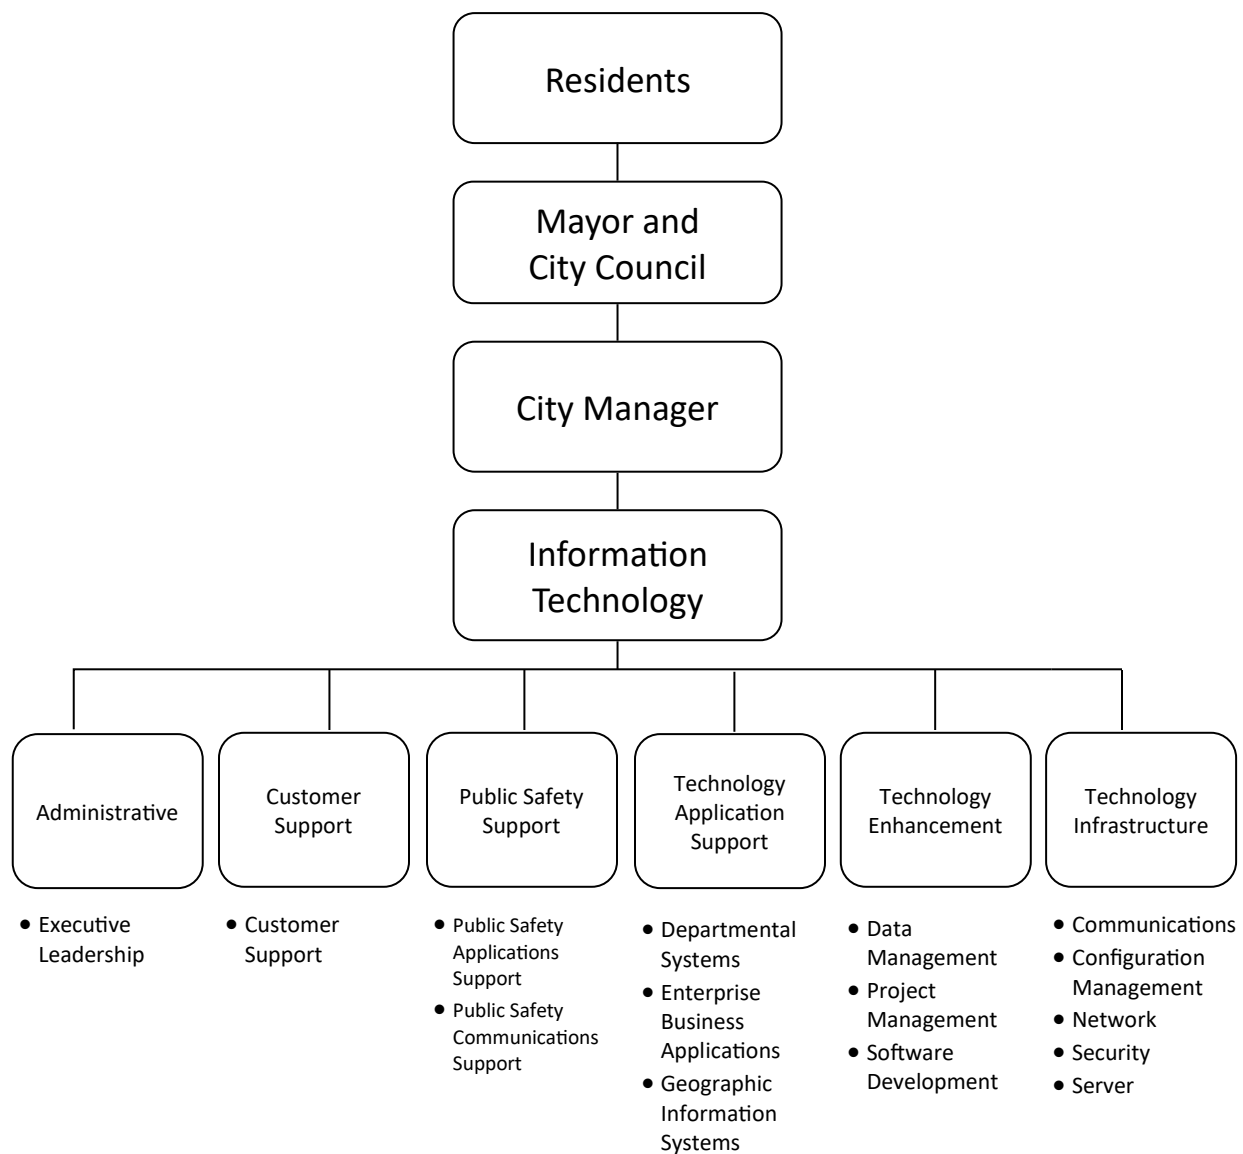 Residents
Mayor and
City Council
City Manager
Information
Technology
Administrative
Customer
Support
Public Safety
Support
Technology
Application
Support
Technology
Enhancement
Technology
Infrastructure
• Executive
Leadership
• Customer
Support
• Public Safety
Applications
Support
• Public Safety
Communications
Support
• Departmental
Systems
• Enterprise
Business
Applications
• Geographic
Information
Systems
• Data
Management
• Project
Management
• Software
Development
• Communications
• Configuration
Management
• Network
• Security
• Server